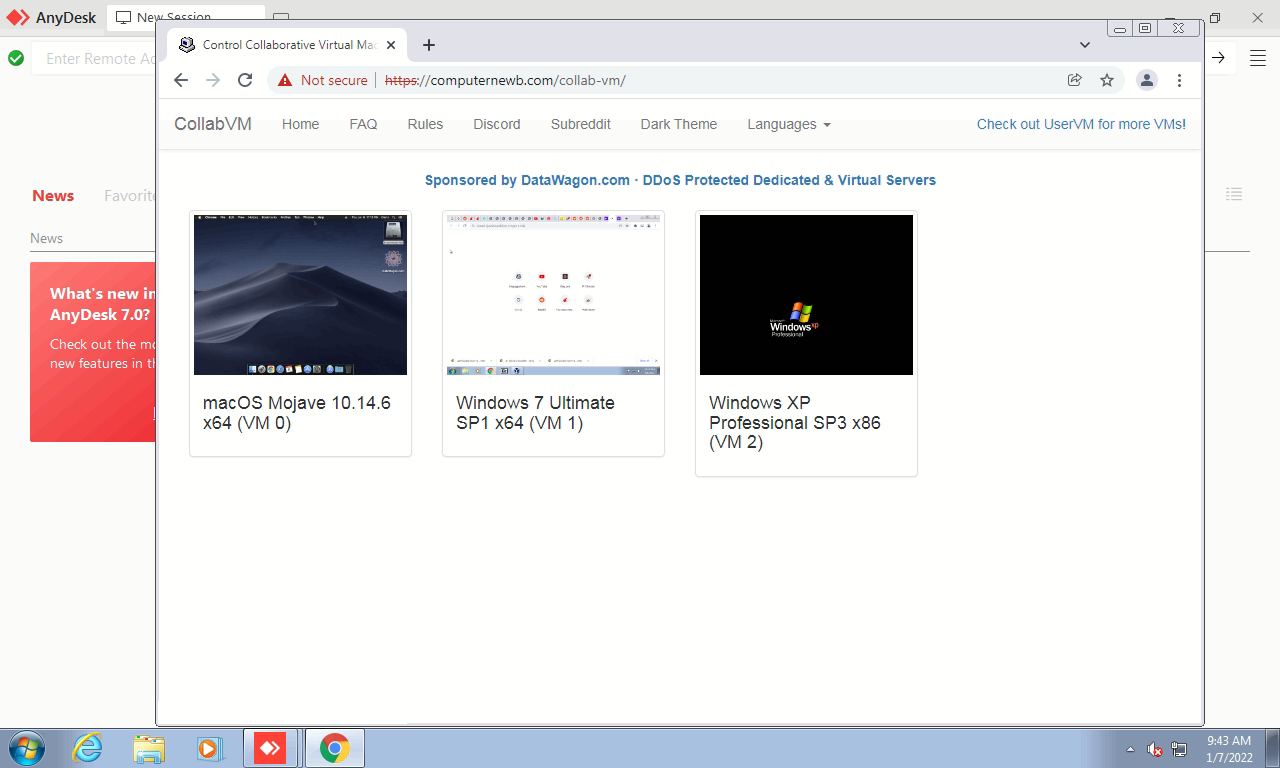 AnyDesk
New Session
Enter Remote Ad
Control Collaborative Virtual Mac
Not secure
https://computernewb.com/collab-vm/
CollabVM
Home
FAQ
Rules
Discord
Subreddit
Dark Theme
Languages
Check out UserVM for more VMs!
Sponsored by DataWagon.com · DDoS Protected Dedicated & Virtual Servers
News
Favorite
News
What's new in
AnyDesk 7.0?
Check out the mo
new features in th
Microsoft
Windows xp
Professional
macOS Mojave 10.14.6
x64 (VM 0)
Windows 7 Ultimate
SP1 x64 (VM 1)
Windows XP
Professional SP3 x86
(VM 2)
9:43 AM
1/7/2022